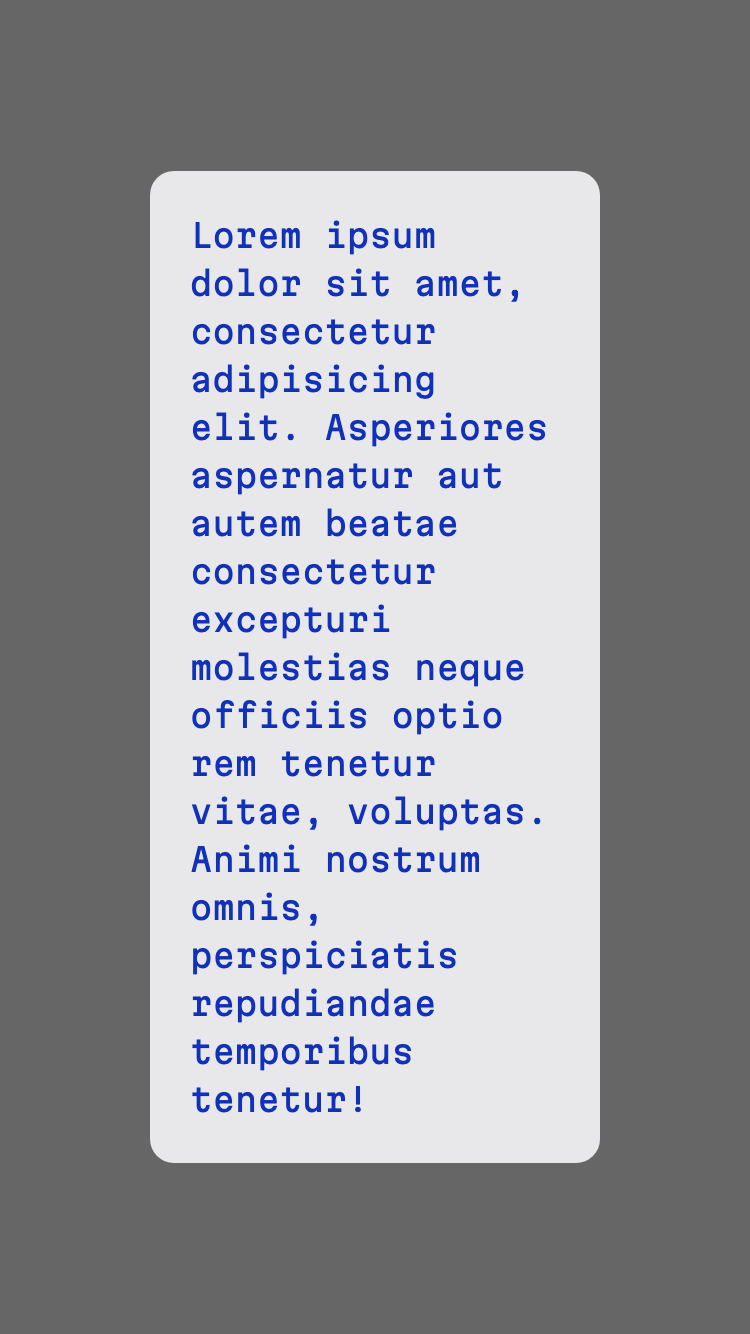 Lorem ipsum
dolor sit amet,
consectetur
adipisicing
elit. Asperiores
aspernatur aut
autem beatae
consectetur
excepturi
molestias neque
officiis optio
rem tenetur
vitae, voluptas.
Animi nostrum
omnis,
perspiciatis
repudiandae
temporibus
tenetur!